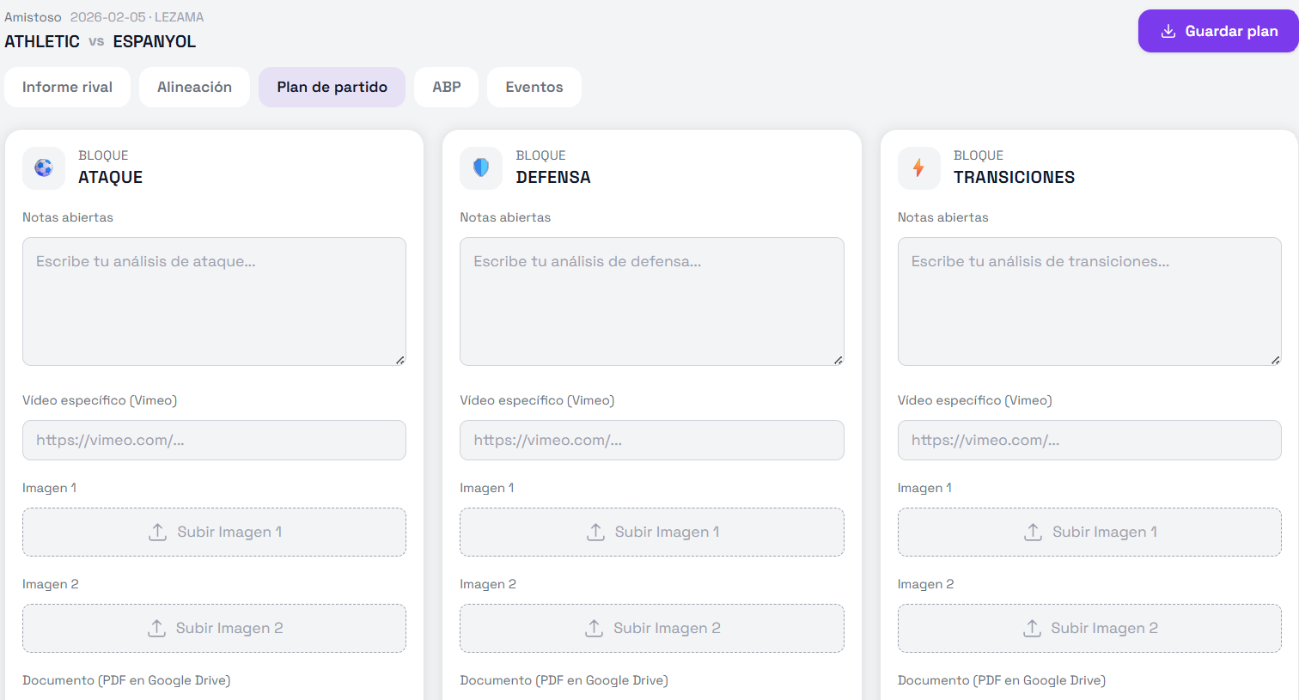 Amistoso 2026-02-05 · LEZAMA
ATHLETIC vs ESPANYOL
Guardar plan
Informe rival
Alineación
Plan de partido
ABP
Eventos
BLOQUE
ATAQUE
Notas abiertas
Escribe tu análisis de ataque...
Vídeo específico (Vimeo)
https://vimeo.com/...
Imagen 1
Subir Imagen 1
Imagen 2
Subir Imagen 2
Documento (PDF en Google Drive)
BLOQUE
DEFENSA
Notas abiertas
Escribe tu análisis de defensa...
Vídeo específico (Vimeo)
https://vimeo.com/...
Imagen 1
Subir Imagen 1
Imagen 2
Subir Imagen 2
Documento (PDF en Google Drive)
BLOQUE
TRANSICIONES
Notas abiertas
Escribe tu análisis de transiciones...
Vídeo específico (Vimeo)
https://vimeo.com/...
Imagen 1
Subir Imagen 1
Imagen 2
Subir Imagen 2
Documento (PDF en Google Drive)